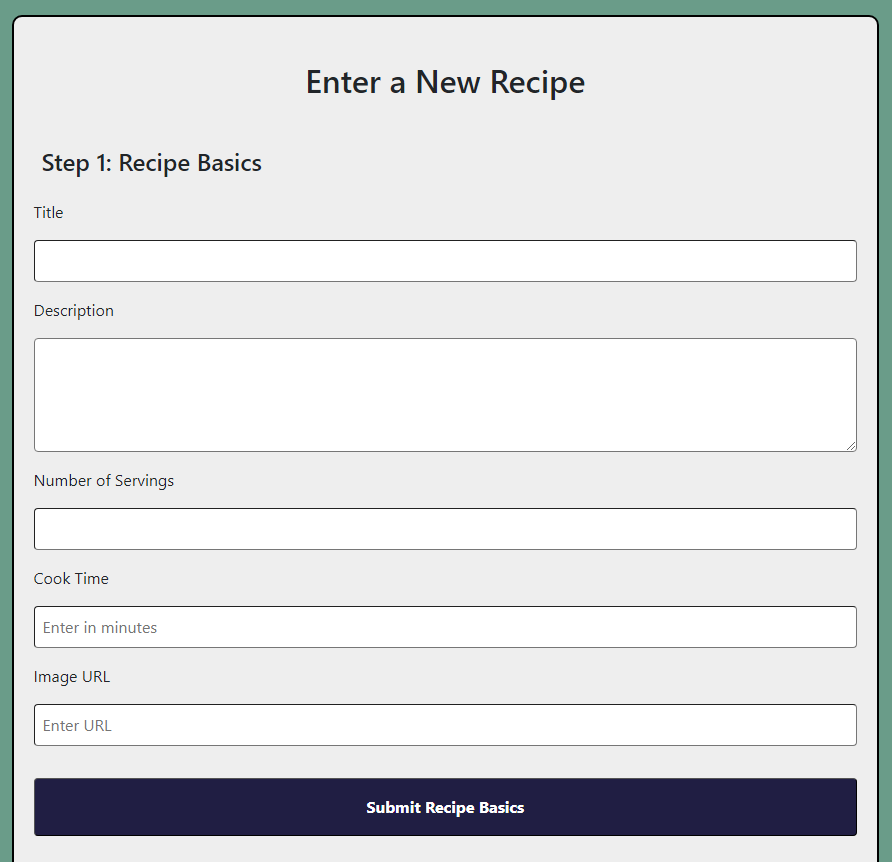 Enter a New Recipe
Step 1: Recipe Basics
Title
Description
Number of Servings
Cook Time
Enter in minutes
Image URL
Enter URL
Submit Recipe Basics